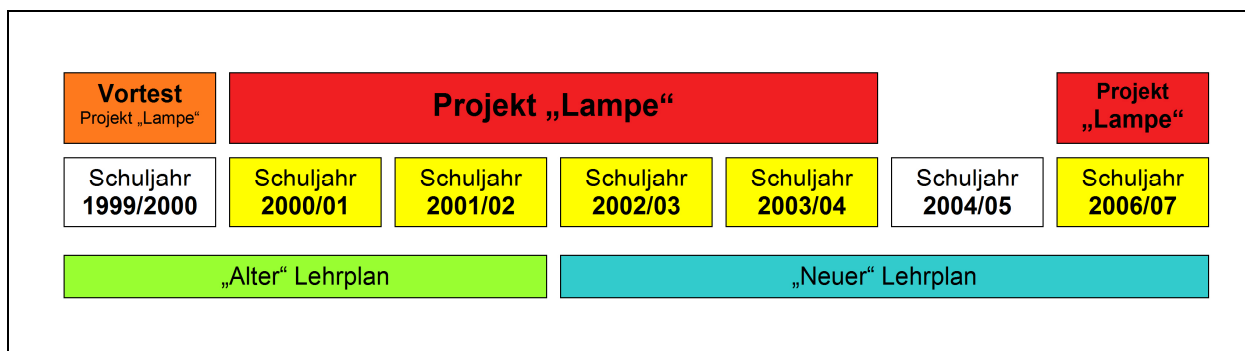 Vortest
Projekt „Lampe“
Projekt „Lampe“
Projekt
„Lampe“
Schuljahr
1999/2000
Schuljahr
2000/01
Schuljahr
2001/02
Schuljahr
2002/03
Schuljahr
2003/04
Schuljahr
2004/05
Schuljahr
2006/07
„Alter“ Lehrplan
„Neuer“ Lehrplan